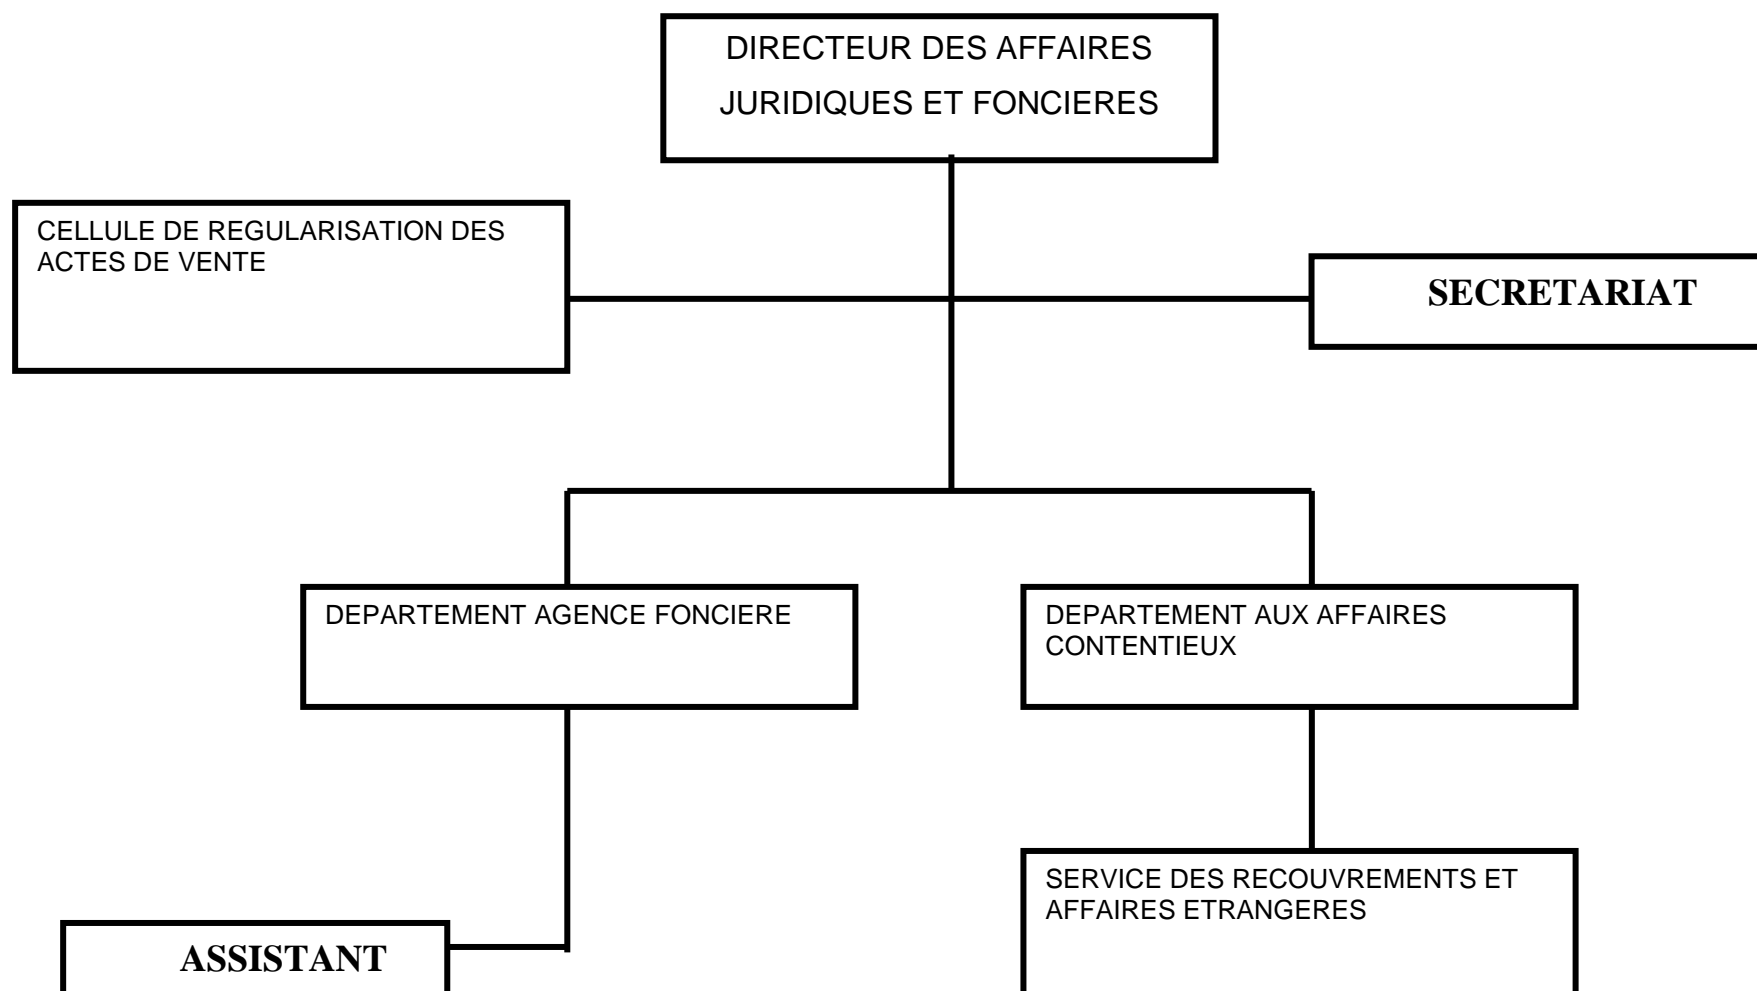 DIRECTEUR DES AFFAIRES
JURIDIQUES ET FONCIERES
CELLULE DE REGULARISATION DES
ACTES DE VENTE
SECRETARIAT
DEPARTEMENT AGENCE FONCIERE
DEPARTEMENT AUX AFFAIRES
CONTENTIEUX
SERVICE DES RECOUVREMENTS ET
AFFAIRES ETRANGERES
ASSISTANT